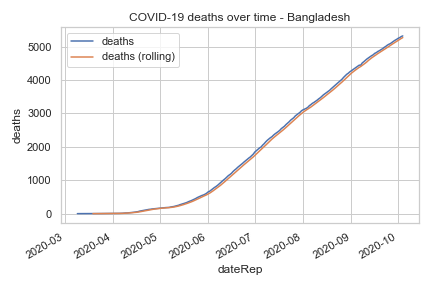 COVID-19 deaths over time - Bangladesh
deaths
deaths (rolling)
5000
4000
3000
2000
1000
0
deaths
2020-03
2020-04
2020-05
2020-06
2020-07
2020-08
2020-09
2020-10
dateRep